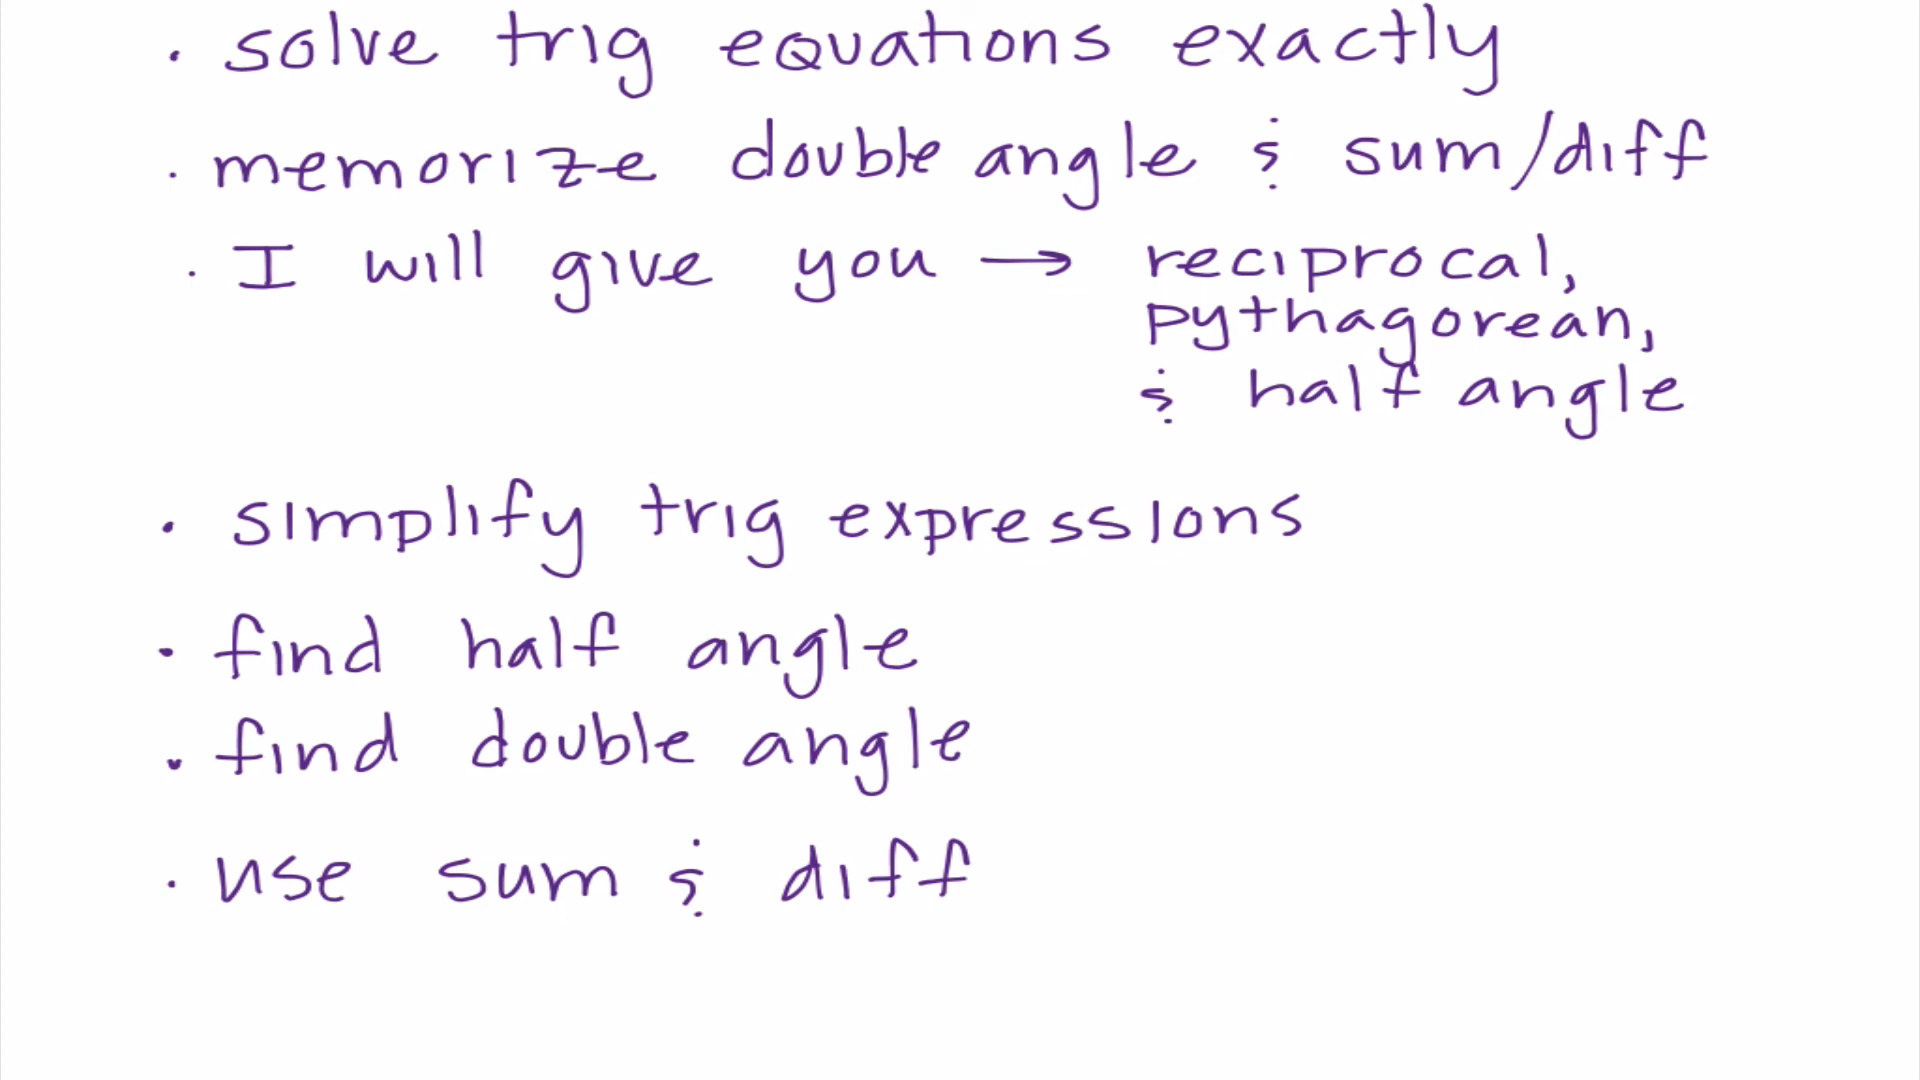 · solve trig equations exactly
· memorize double angle & sum/diff
· I will give you → reciprocal,
pythagorean,
& half angle
· simplify trig expressions
· find half angle
· find double angle
· use sum & diff